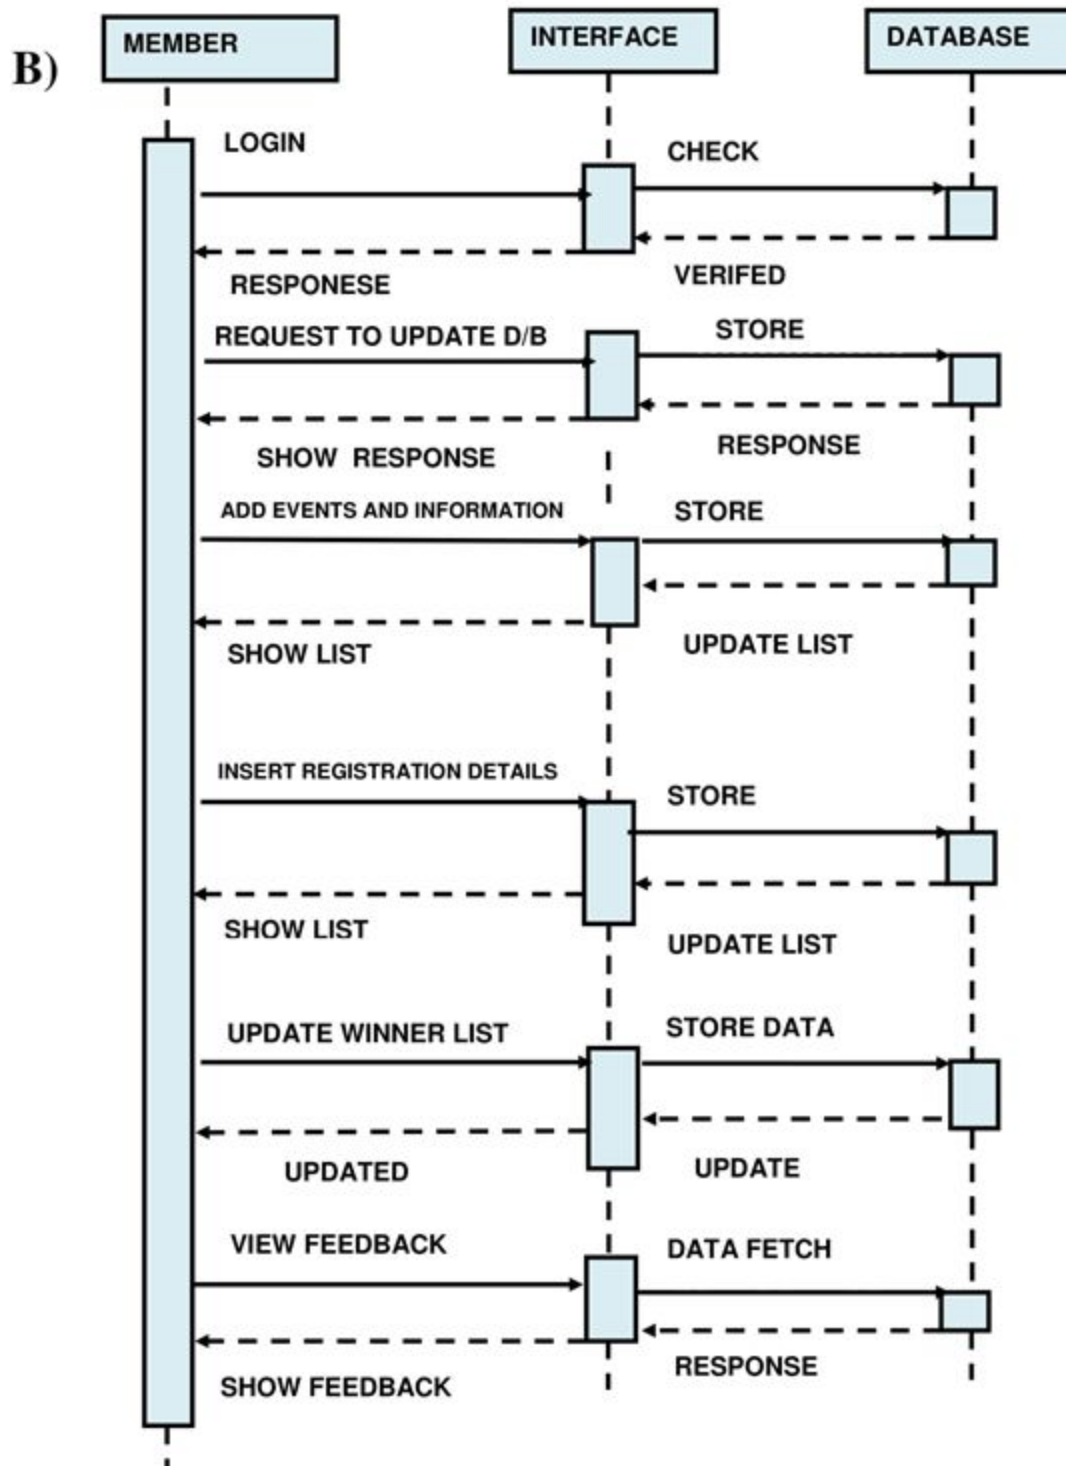 B)
MEMBER
INTERFACE
DATABASE
LOGIN
CHECK
RESPONESE
VERIFED
REQUEST TO UPDATE D/B
STORE
SHOW RESPONSE
RESPONSE
ADD EVENTS AND INFORMATION
STORE
SHOW LIST
UPDATE LIST
INSERT REGISTRATION DETAILS
STORE
SHOW LIST
UPDATE LIST
UPDATE WINNER LIST
STORE DATA
UPDATED
UPDATE
VIEW FEEDBACK
DATA FETCH
SHOW FEEDBACK
RESPONSE